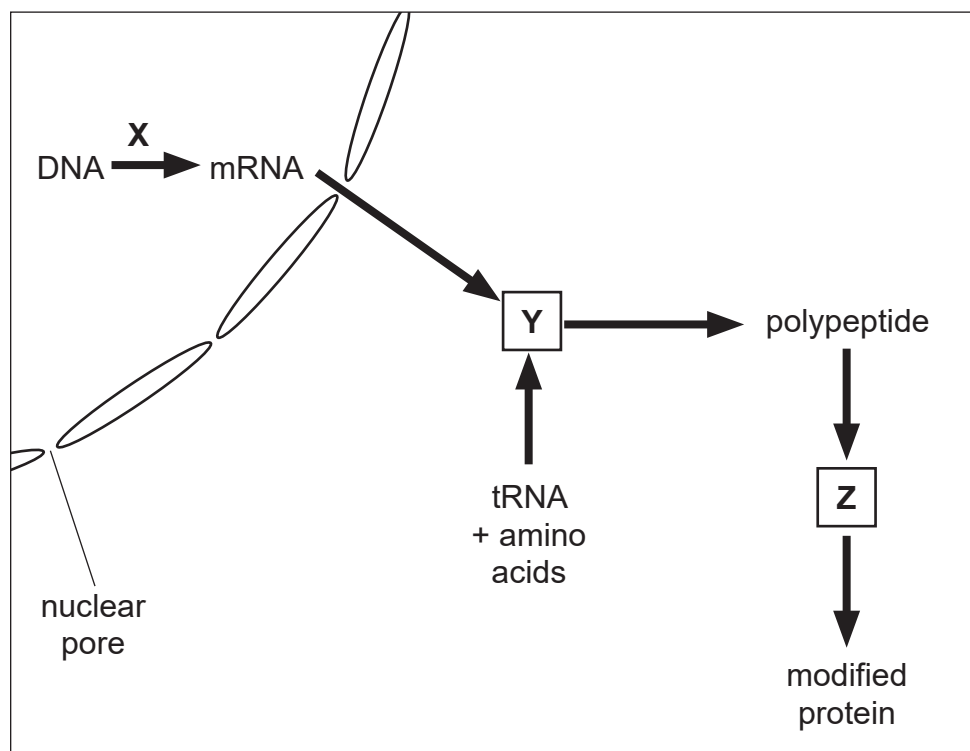 X
DNA
mRNA
Y
polypeptide
Z
tRNA
+ amino
acids
nuclear
pore
modified
protein